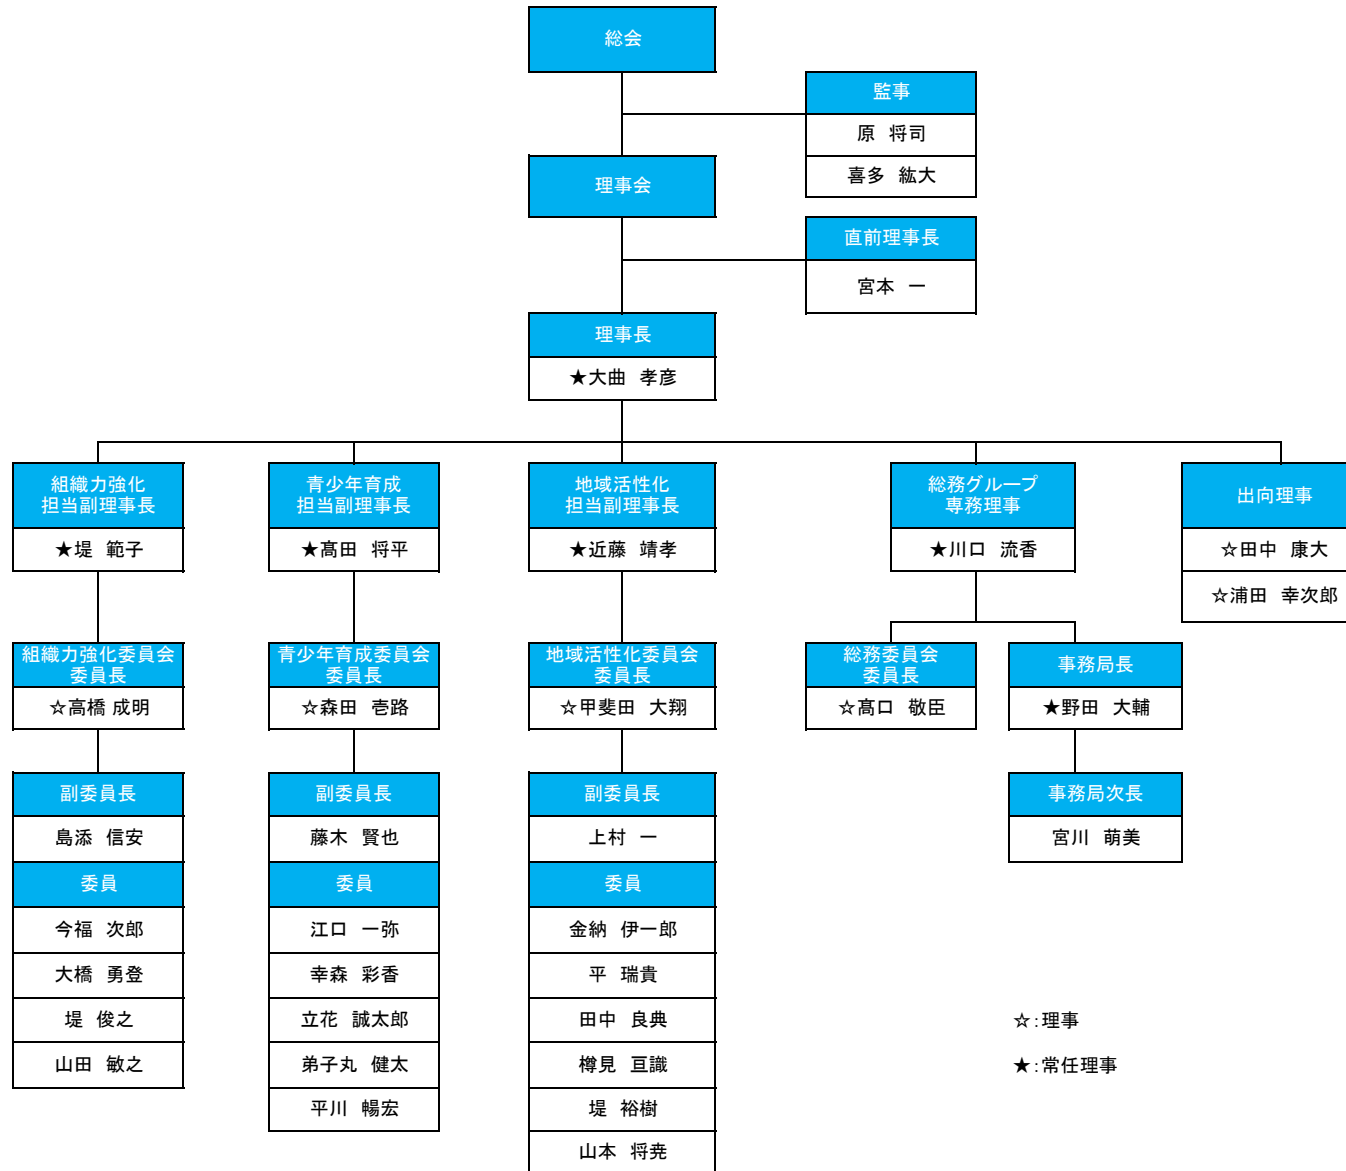 総会
監事
原 将司
喜多 紘大
理事会
直前理事長
宮本 一
理事長
★大曲 孝彦
組織力強化
担当副理事長
★堤 範子
青少年育成
担当副理事長
★髙田 将平
地域活性化
担当副理事長
★近藤 靖孝
総務グループ
専務理事
★川口 流香
出向理事
☆田中 康大
☆浦田 幸次郎
組織力強化委員会
委員長
☆高橋 成明
青少年育成委員会
委員長
☆森田 壱路
地域活性化委員会
委員長
☆甲斐田 大翔
総務委員会
委員長
☆髙口 敬臣
事務局長
★野田 大輔
副委員長
島添 信安
委員
今福 次郎
大橋 勇登
堤 俊之
山田 敏之
副委員長
藤木 賢也
委員
江口 一弥
幸森 彩香
立花 誠太郎
弟子丸 健太
平川 暢宏
副委員長
上村 一
委員
金納 伊一郎
平 瑞貴
田中 良典
樽見 亘識
堤 裕樹
山本 将尭
事務局次長
宮川 萌美
☆:理事
★:常任理事